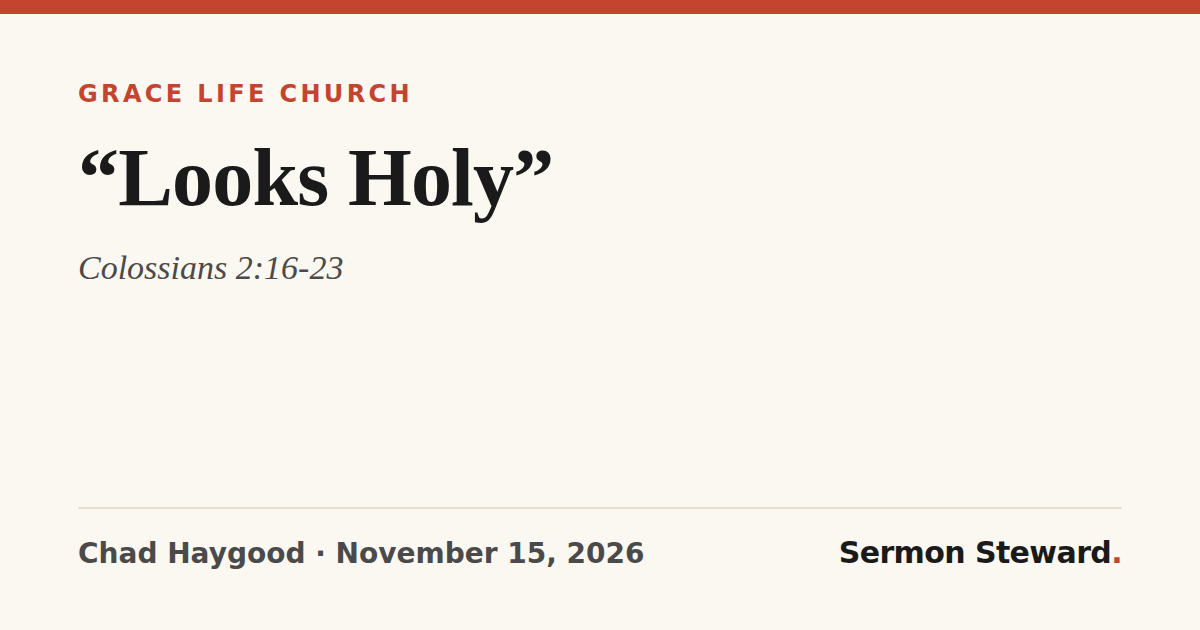 GRACE LIFE CHURCH
“Looks Holy”
Colossians 2:16-23
Chad Haygood · November 15, 2026
Sermon Steward.